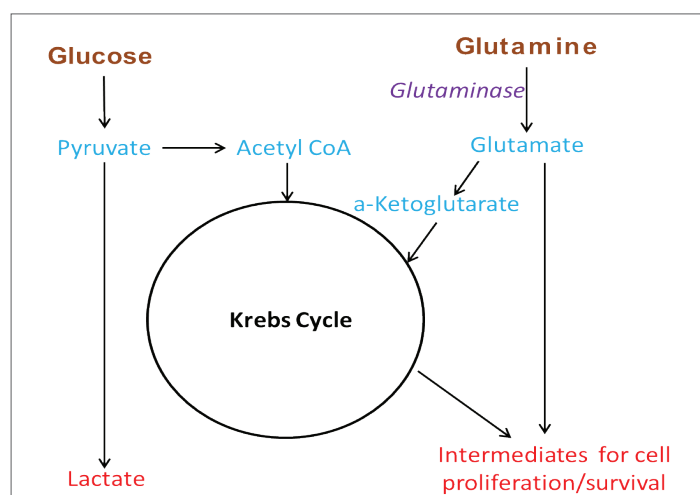 Glucose
Glutamine
Glutaminase
Pyruvate
Acetyl CoA
Glutamate
a-Ketoglutarate
Krebs Cycle
Lactate
Intermediates for cell
proliferation/survival